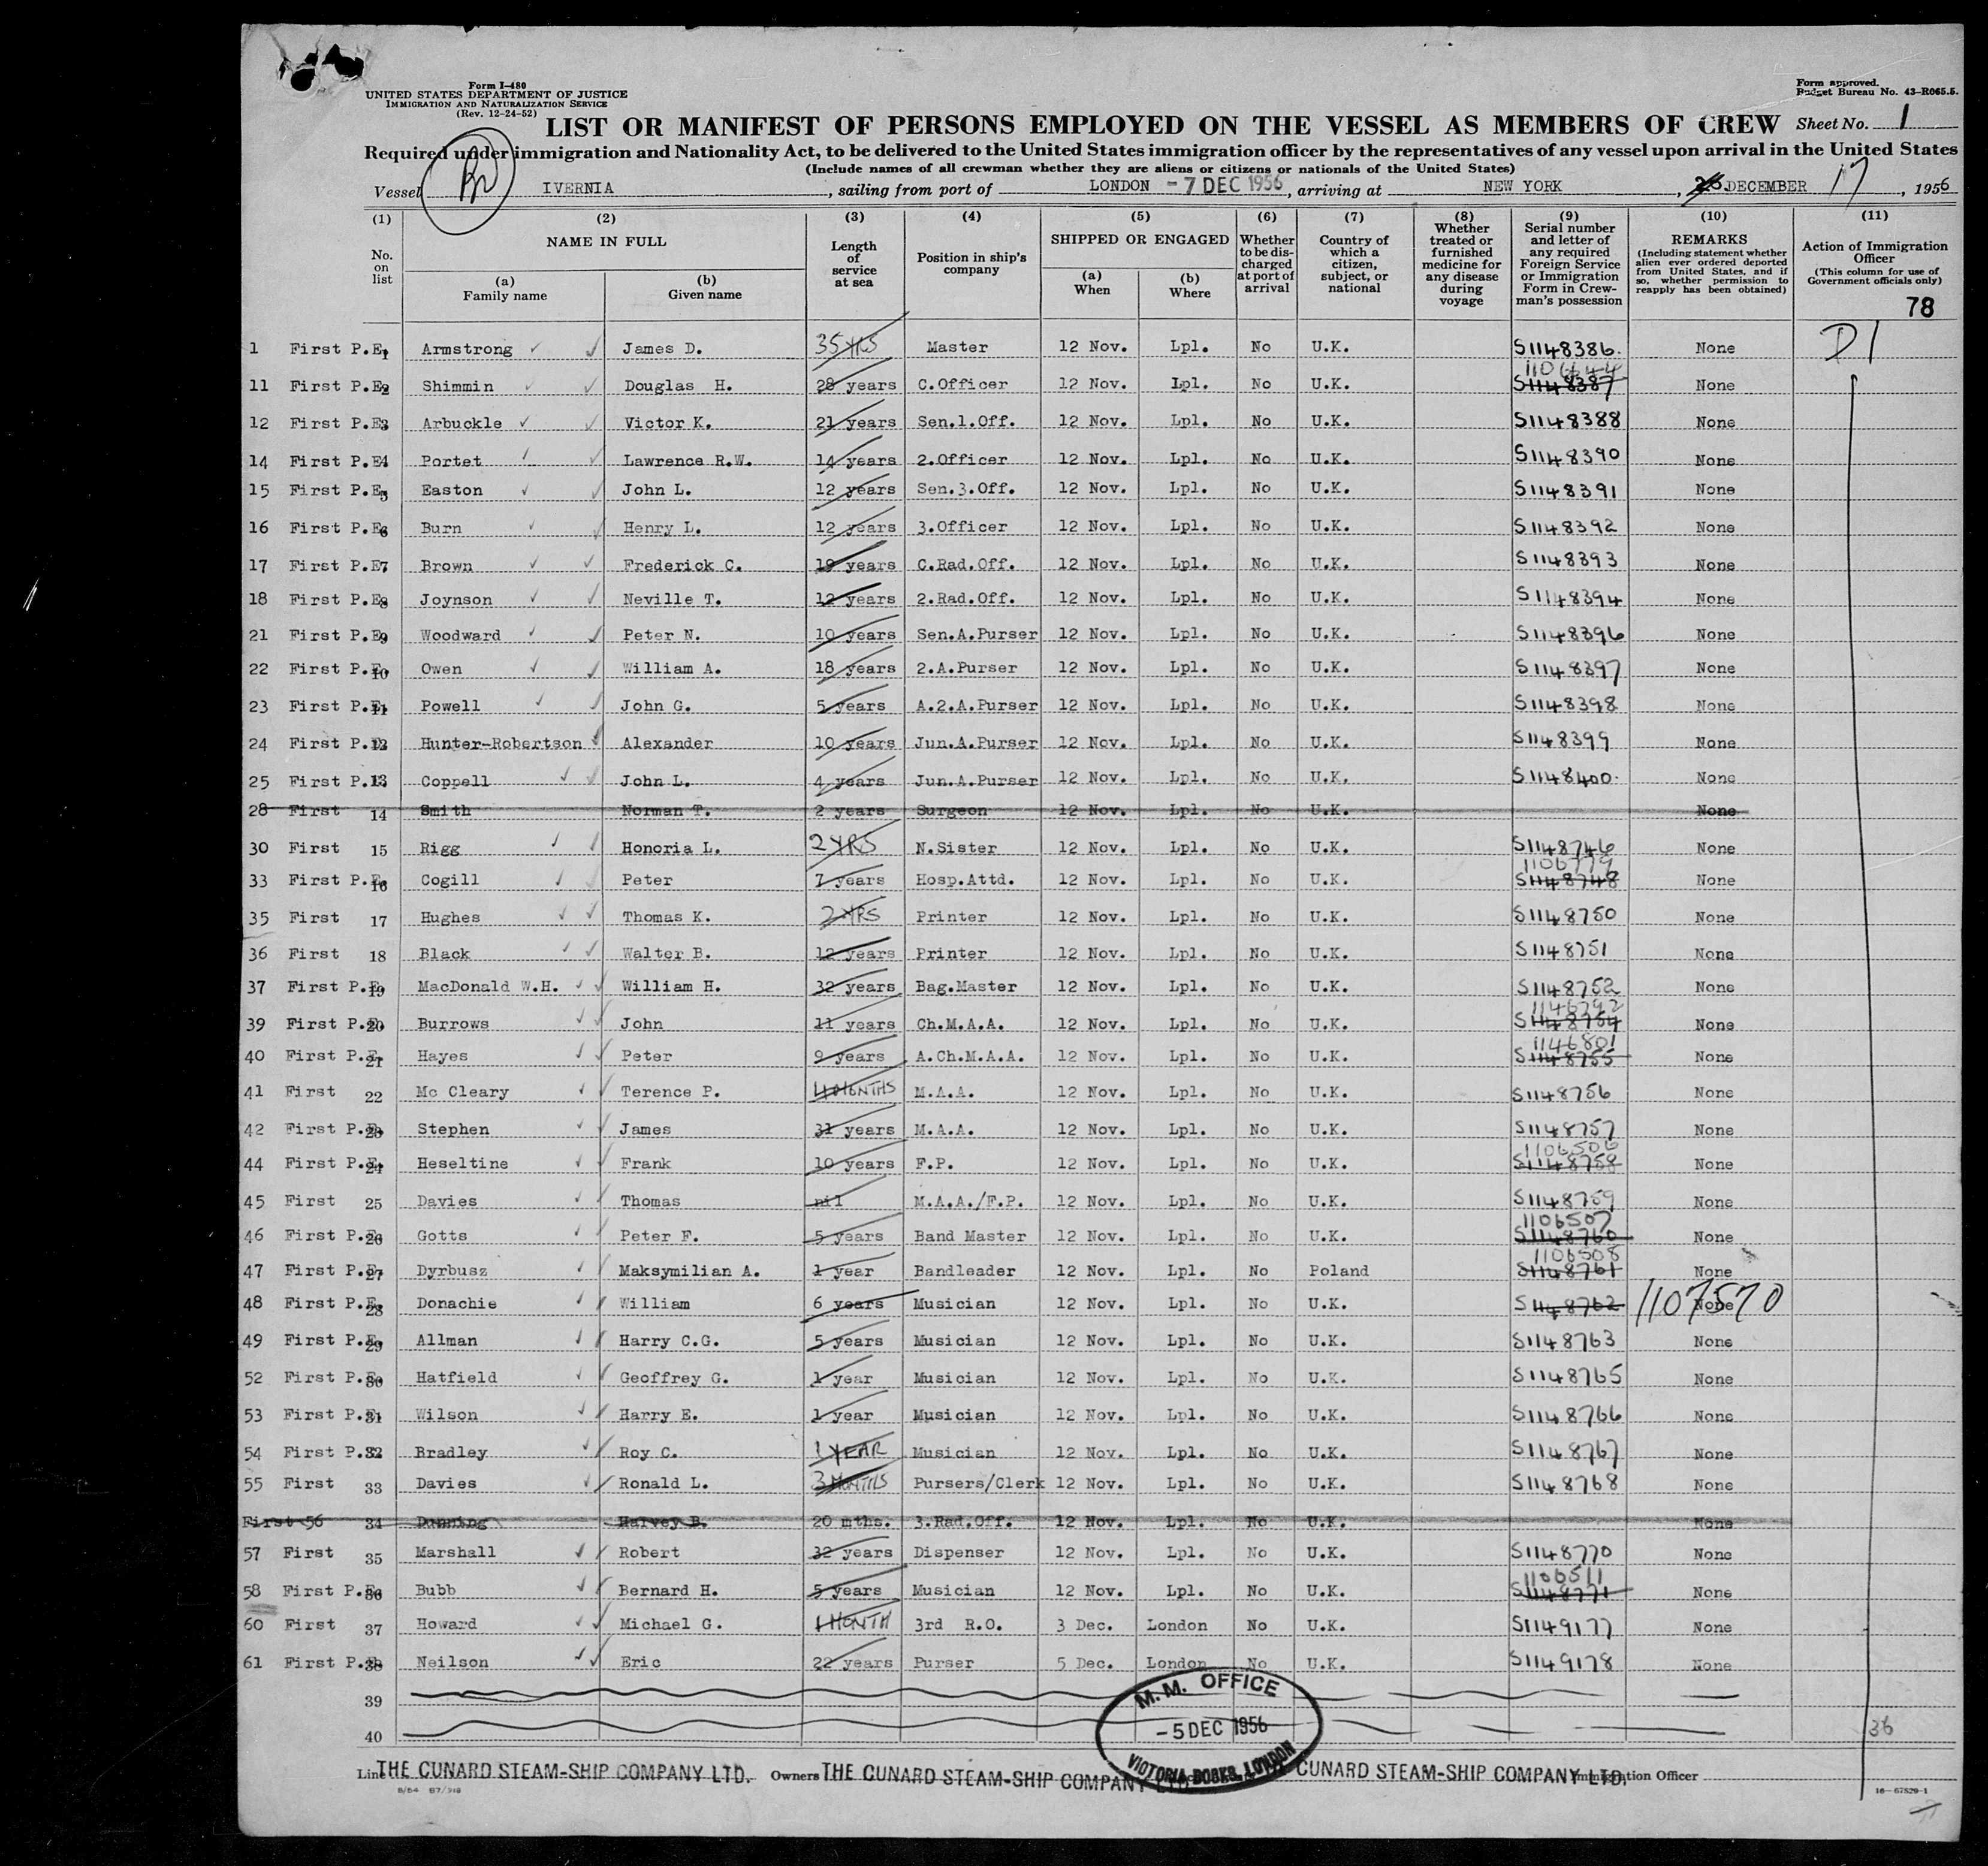 Form I-480
UNITED STATES DEPARTMENT OF JUSTICE
IMMIGRATION AND NATURALIZATION SERVICE
(Rev. 12-24-52)
Form approved.
Budget Bureau No. 43-R065.5.
LIST OR MANIFEST OF PERSONS EMPLOYED ON THE VESSEL AS MEMBERS OF CREW Sheet No. 1
Required under immigration and Nationality Act, to be delivered to the United States immigration officer by the representatives of any vessel upon arrival in the United States
(Include names of all crewman whether they are aliens or citizens or nationals of the United States)
Vessel IVERNIA, sailing from port of LONDON - 7 DEC 1956, arriving at NEW YORK, DECEMBER 17, 1956
(1) (2) (3) (4) (5) (6) (7) (8) (9) (10) (11)
No. on list
NAME IN FULL
(a) Family name
(b) Given name
Length of service at sea
Position in ship's company
SHIPPED OR ENGAGED
(a) When
(b) Where
Whether to be discharged at port of arrival
Country of which a citizen, subject, or national
Whether treated or furnished medicine for any disease during voyage
Serial number and letter of any required Foreign Service or Immigration Form in Crewman's possession
REMARKS
(Including statement whether alien ever ordered deported from United States, and if so, whether permission to reapply has been obtained)
Action of Immigration Officer
(This column for use of Government officials only)
78
1 First P.E. 1 Armstrong James D. 35 YRS Master 12 Nov. Lpl. No U.K. S1148386 None D1
11 First P.E. 2 Shimmin Douglas H. 28 years C.Officer 12 Nov. Lpl. No U.K. 1106444 S1148387 None
12 First P.E. 3 Arbuckle Victor K. 21 years Sen.1.Off. 12 Nov. Lpl. No U.K. S1148388 None
14 First P.E. 4 Portet Lawrence R.W. 14 years 2.Officer 12 Nov. Lpl. No U.K. S1148390 None
15 First P.E. 5 Easton John L. 12 years Sen.3.Off. 12 Nov. Lpl. No U.K. S1148391 None
16 First P.E. 6 Burn Henry L. 12 years 3.Officer 12 Nov. Lpl. No U.K. S1148392 None
17 First P.E. 7 Brown Frederick C. 19 years C.Rad.Off. 12 Nov. Lpl. No U.K. S1148393 None
18 First P.E. 8 Joynson Neville T. 12 years 2.Rad.Off. 12 Nov. Lpl. No U.K. S1148394 None
21 First P.E. 9 Woodward Peter N. 10 years Sen.A.Purser 12 Nov. Lpl. No U.K. S1148396 None
22 First P.E. 10 Owen William A. 18 years 2.A.Purser 12 Nov. Lpl. No U.K. S1148397 None
23 First P.E. 11 Powell John G. 5 years A.2.A.Purser 12 Nov. Lpl. No U.K. S1148398 None
24 First P.E. 12 Hunter-Robertson Alexander 10 years Jun.A.Purser 12 Nov. Lpl. No U.K. S1148399 None
25 First P.E. 13 Coppell John L. 4 years Jun.A.Purser 12 Nov. Lpl. No U.K. S1148400 None
28 First 14 Smith Norman T. 2 years Surgeon 12 Nov. Lpl. No U.K. None
30 First 15 Rigg Honoria L. 2 YRS N.Sister 12 Nov. Lpl. No U.K. S1148746 None
33 First P.E. 16 Cogill Peter 7 years Hosp.Attd. 12 Nov. Lpl. No U.K. 1106779 S1148748 None
35 First 17 Hughes Thomas K. 2 YRS Printer 12 Nov. Lpl. No U.K. S1148750 None
36 First 18 Black Walter B. 12 years Printer 12 Nov. Lpl. No U.K. S1148751 None
37 First P.E. 19 MacDonald W.H. William H. 32 years Bag.Master 12 Nov. Lpl. No U.K. S1148752 None
39 First P.E. 20 Burrows John 11 years Ch.M.A.A. 12 Nov. Lpl. No U.K. 1146792 S1148754 None
40 First P.E. 21 Hayes Peter 9 years A.Ch.M.A.A. 12 Nov. Lpl. No U.K. 1146801 S1148755 None
41 First 22 Mc Cleary Terence P. 4 MONTHS M.A.A. 12 Nov. Lpl. No U.K. S1148756 None
42 First P.E. 23 Stephen James 31 years M.A.A. 12 Nov. Lpl. No U.K. S1148757 None
44 First P.E. 24 Heseltine Frank 10 years F.P. 12 Nov. Lpl. No U.K. 1106506 S1148758 None
45 First 25 Davies Thomas nil M.A.A./F.P. 12 Nov. Lpl. No U.K. S1148759 None
46 First P.E. 26 Gotts Peter F. 5 years Band Master 12 Nov. Lpl. No U.K. 1106507 S1148760 None
47 First P.E. 27 Dyrbusz Maksymilian A. 1 year Bandleader 12 Nov. Lpl. No Poland 1106508 S1148761 None
48 First P.E. 28 Donachie William 6 years Musician 12 Nov. Lpl. No U.K. S1148762 None 1107570
49 First P.E. 29 Allman Harry C.G. 5 years Musician 12 Nov. Lpl. No U.K. S1148763 None
52 First P.E. 30 Hatfield Geoffrey G. 1 year Musician 12 Nov. Lpl. No U.K. S1148765 None
53 First P.E. 31 Wilson Harry E. 1 year Musician 12 Nov. Lpl. No U.K. S1148766 None
54 First P.E. 32 Bradley Roy C. 1 YEAR Musician 12 Nov. Lpl. No U.K. S1148767 None
55 First 33 Davies Ronald L. 3 MONTHS Pursers/Clerk 12 Nov. Lpl. No U.K. S1148768 None
First 56 34 Dunning Harvey B. 20 mths. 3.Rad.Off. 12 Nov. Lpl. No U.K. None
57 First 35 Marshall Robert 32 years Dispenser 12 Nov. Lpl. No U.K. S1148770 None
58 First P.E. 36 Bubb Bernard H. 5 years Musician 12 Nov. Lpl. No U.K. 1106511 S1148771 None
60 First 37 Howard Michael G. 1 MONTH 3rd R.O. 3 Dec. London No U.K. S1149177 None
61 First P.E. 38 Neilson Eric 22 years Purser 5 Dec. London No U.K. S1149178 None
39
40
36
M.M. OFFICE
- 5 DEC 1956
VICTORIA DOCKS, LONDON
Line THE CUNARD STEAM-SHIP COMPANY LTD. Owners THE CUNARD STEAM-SHIP COMPANY LTD. CUNARD STEAM-SHIP COMPANY LTD. Immigration Officer
16-67829-1